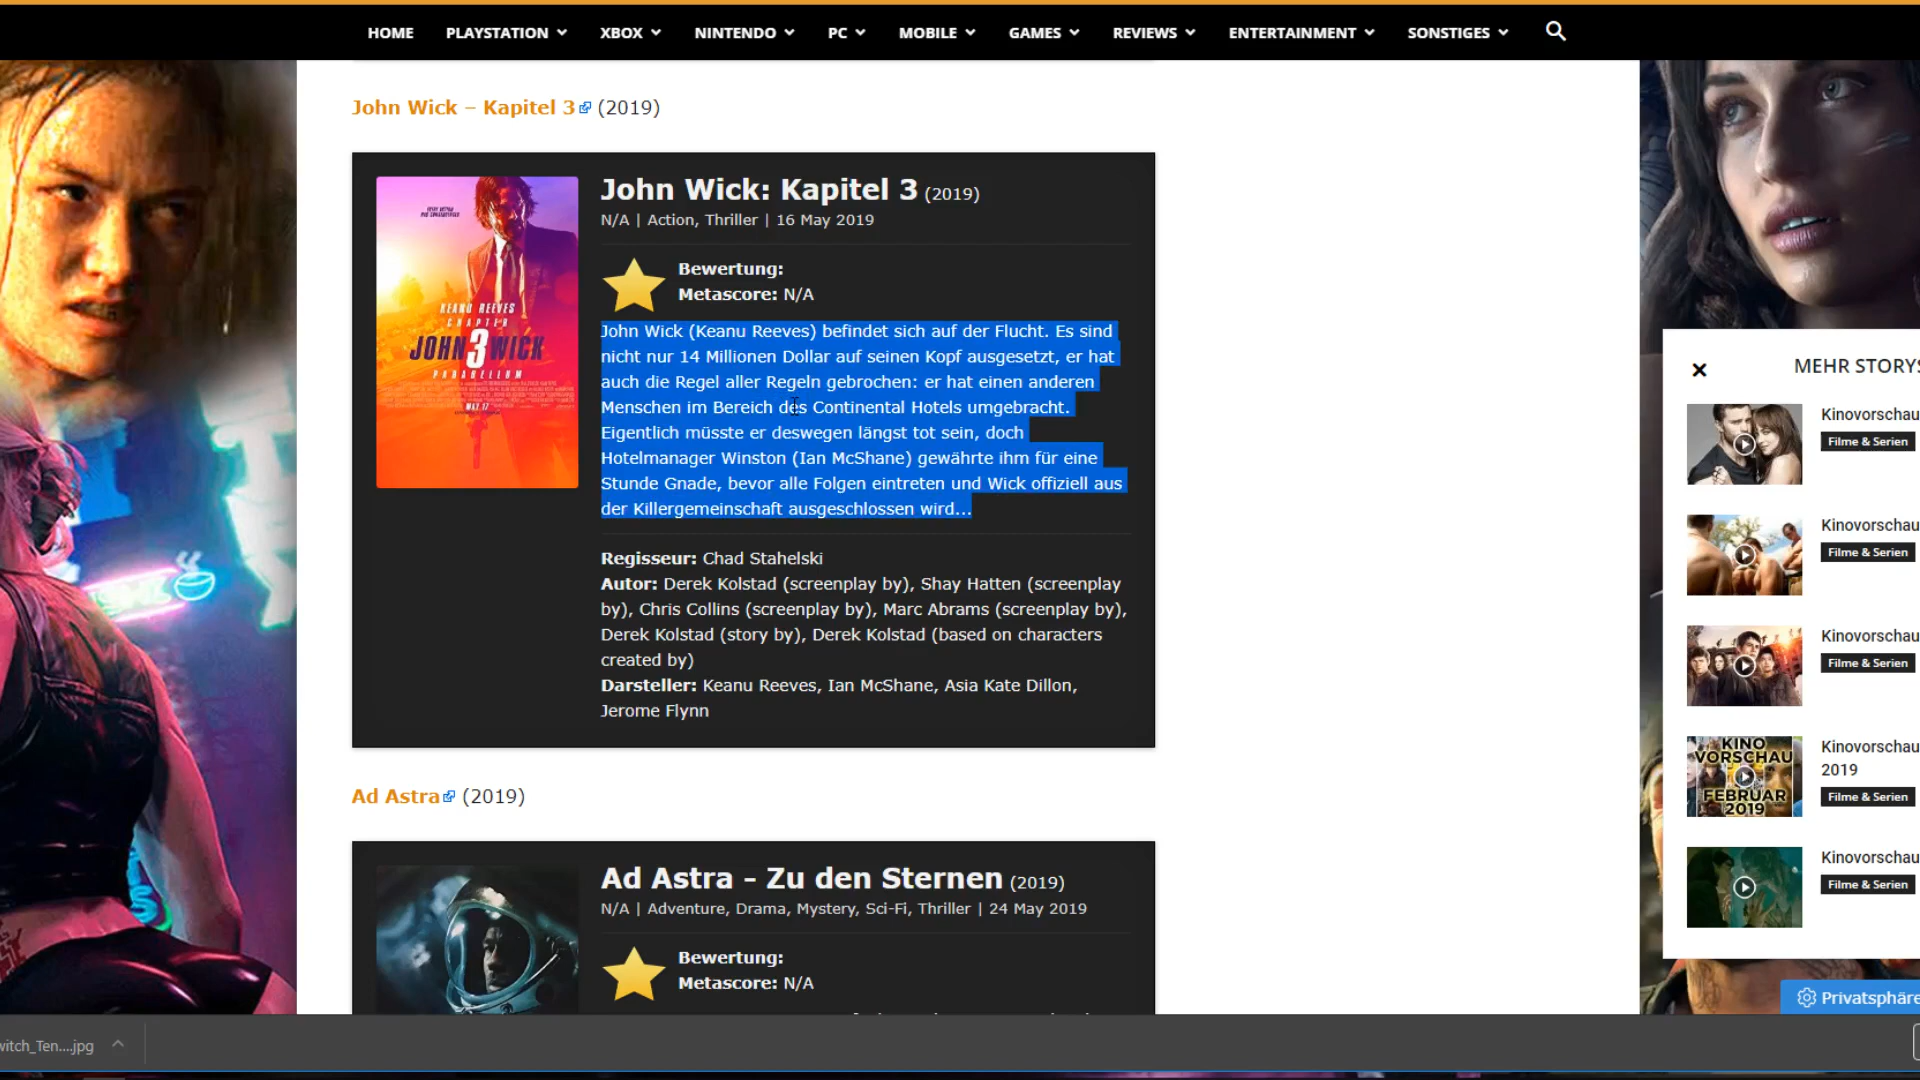 HOME PLAYSTATION XBOX NINTENDO PC MOBILE GAMES REVIEWS ENTERTAINMENT SONSTIGES
John Wick – Kapitel 3 (2019)
KEANU REEVES
CHAPTER
JOHN 3 WICK
PARABELLUM
MAY 17
John Wick: Kapitel 3 (2019)
N/A | Action, Thriller | 16 May 2019
Bewertung:
Metascore: N/A
John Wick (Keanu Reeves) befindet sich auf der Flucht. Es sind
nicht nur 14 Millionen Dollar auf seinen Kopf ausgesetzt, er hat
auch die Regel aller Regeln gebrochen: er hat einen anderen
Menschen im Bereich des Continental Hotels umgebracht.
Eigentlich müsste er deswegen längst tot sein, doch
Hotelmanager Winston (Ian McShane) gewährte ihm für eine
Stunde Gnade, bevor alle Folgen eintreten und Wick offiziell aus
der Killergemeinschaft ausgeschlossen wird...
Regisseur: Chad Stahelski
Autor: Derek Kolstad (screenplay by), Shay Hatten (screenplay
by), Chris Collins (screenplay by), Marc Abrams (screenplay by),
Derek Kolstad (story by), Derek Kolstad (based on characters
created by)
Darsteller: Keanu Reeves, Ian McShane, Asia Kate Dillon,
Jerome Flynn
Ad Astra (2019)
Ad Astra - Zu den Sternen (2019)
N/A | Adventure, Drama, Mystery, Sci-Fi, Thriller | 24 May 2019
Bewertung:
Metascore: N/A
MEHR STORYS
Kinovorschau
Filme & Serien
Kinovorschau
Filme & Serien
Kinovorschau
Filme & Serien
KINO
VORSCHAU
FEBRUAR
2019
Kinovorschau
2019
Filme & Serien
Kinovorschau
Filme & Serien
Privatsphäre
witch_Ten....jpg